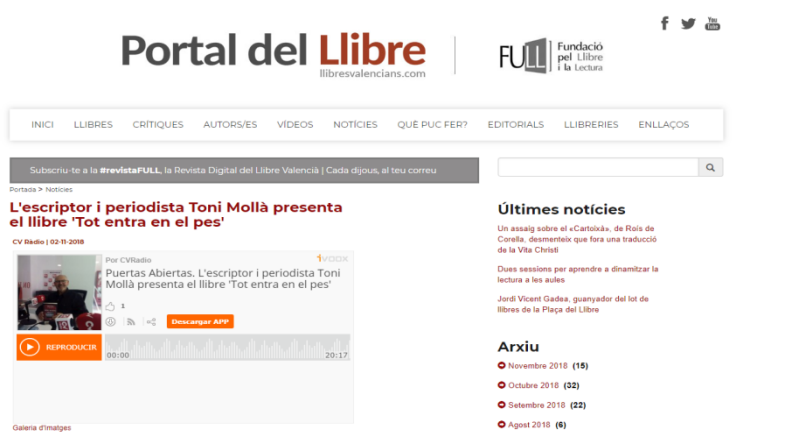 Portal del Llibre
llibresvalencians.com
FULL
Fundació
pel Llibre
i la Lectura
You
Tube
INICI LLIBRES CRÍTIQUES AUTORS/ES VÍDEOS NOTÍCIES QUÈ PUC FER? EDITORIALS LLIBRERIES ENLLAÇOS
Subscriu-te a la #revistaFULL, la Revista Digital del Llibre Valencià | Cada dijous, al teu correu
Portada > Notícies
L'escriptor i periodista Toni Mollà presenta
el llibre 'Tot entra en el pes'
CV Ràdio | 02-11-2018
Por CVRadio
iVOOX
Puertas Abiertas. L'escriptor i periodista Toni
Mollà presenta el llibre 'Tot entra en el pes'
1
Descargar APP
REPRODUCIR
00:00
20:17
Galeria d'imatges
Últimes notícies
Un assaig sobre el «Cartoixà», de Roís de
Corella, desmenteix que fora una traducció
de la Vita Christi
Dues sessions per aprendre a dinamitzar la
lectura a les aules
Jordi Vicent Gadea, guanyador del lot de
llibres de la Plaça del Llibre
Arxiu
Novembre 2018 (15)
Octubre 2018 (32)
Setembre 2018 (22)
Agost 2018 (6)